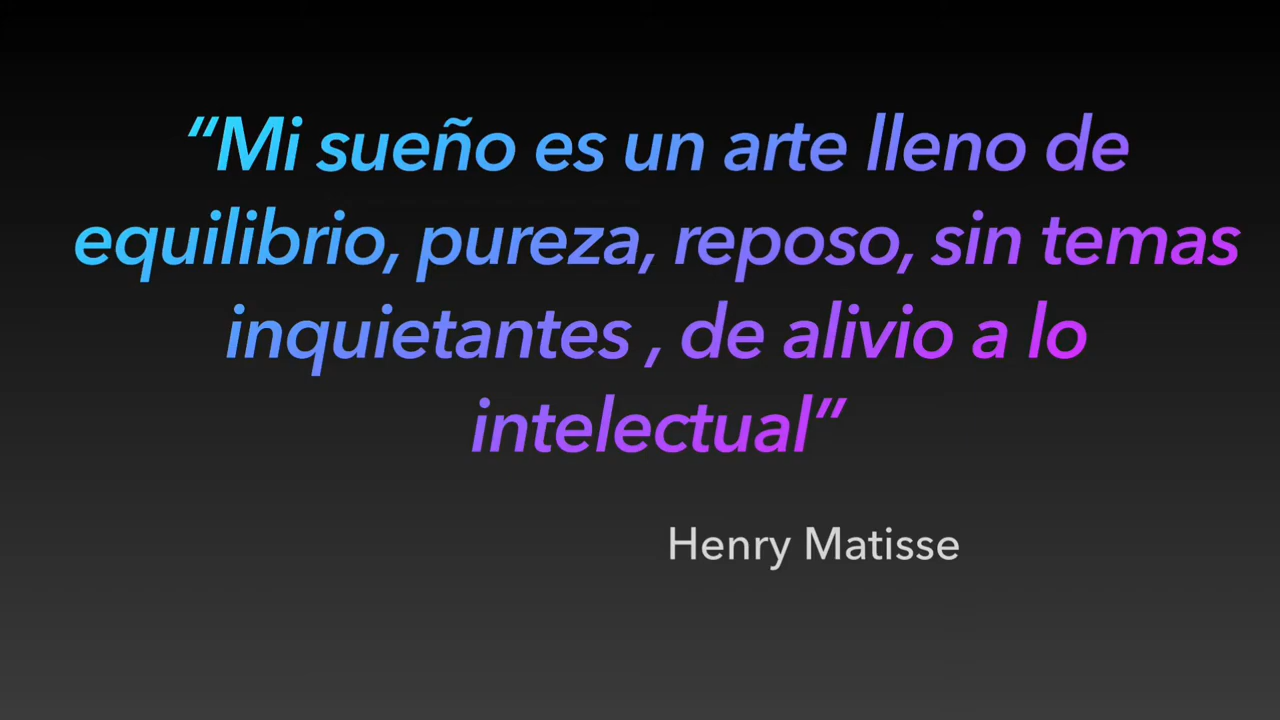 “Mi sueño es un arte lleno de
equilibrio, pureza, reposo, sin temas
inquietantes , de alivio a lo
intelectual”
Henry Matisse